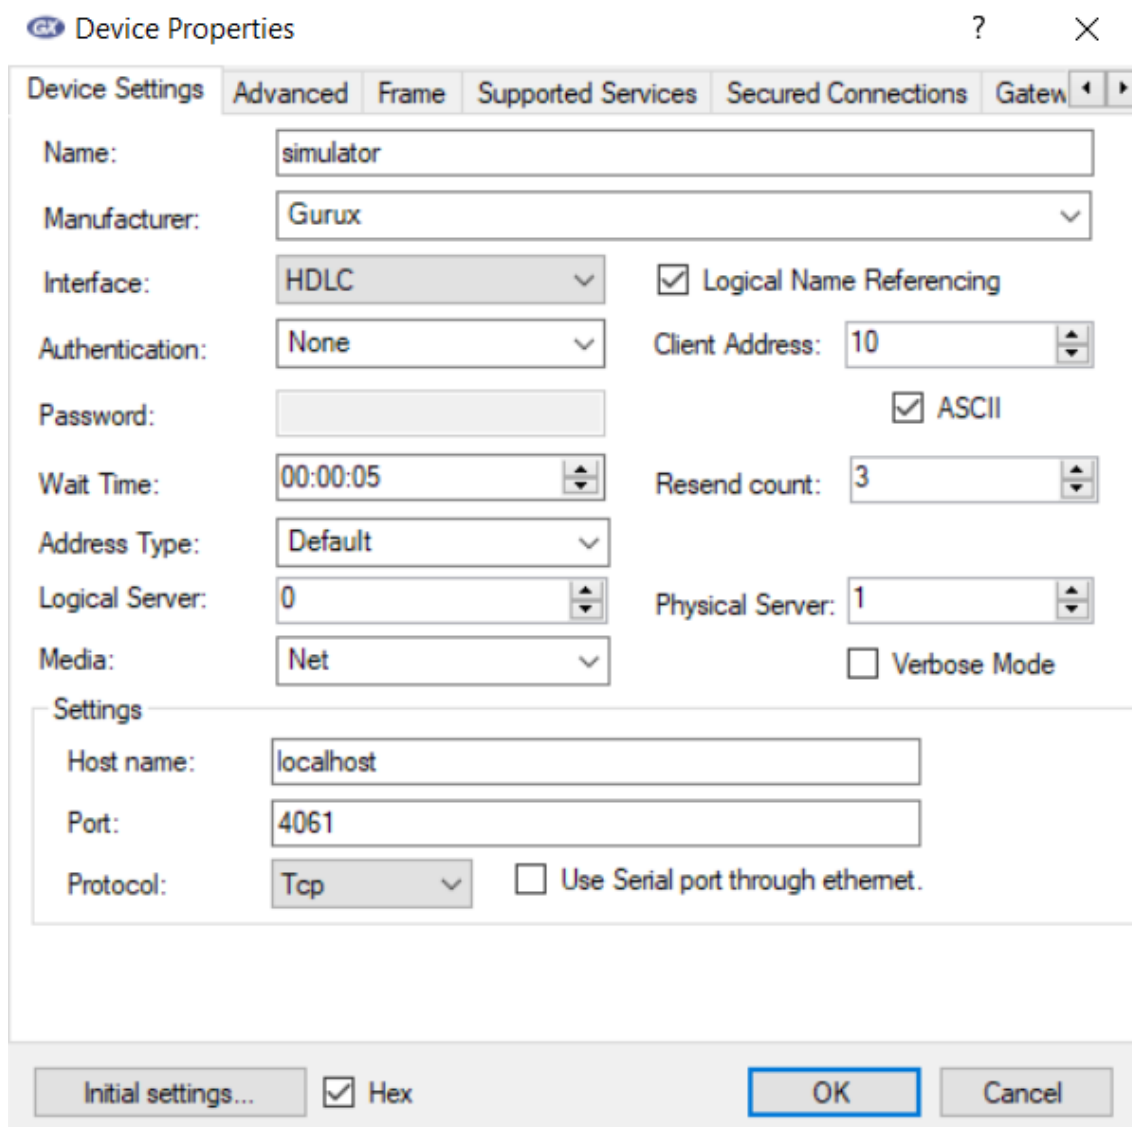 GX Device Properties ?
Device Settings Advanced Frame Supported Services Secured Connections Gatew
Name: simulator
Manufacturer: Gurux
Interface: HDLC Logical Name Referencing
Authentication: None Client Address: 10
Password: ASCII
Wait Time: 00:00:05 Resend count: 3
Address Type: Default
Logical Server: 0 Physical Server: 1
Media: Net Verbose Mode
Settings
Host name: localhost
Port: 4061
Protocol: Tcp Use Serial port through ethernet.
Initial settings... Hex OK Cancel